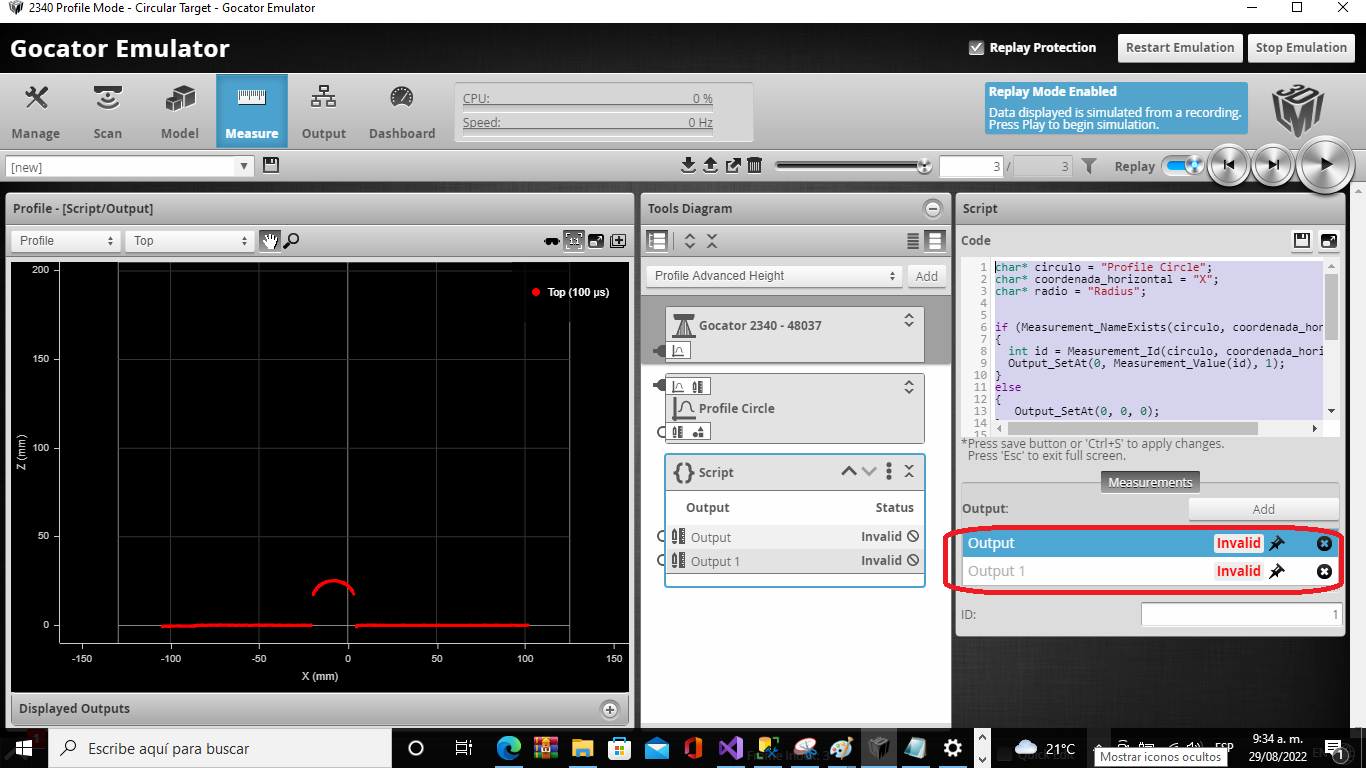 2340 Profile Mode - Circular Target - Gocator Emulator
Gocator Emulator
Replay Protection
Restart Emulation
Stop Emulation
Manage
Scan
Model
Measure
Output
Dashboard
CPU: 0 %
Speed: 0 Hz
Replay Mode Enabled
Data displayed is simulated from a recording.
Press Play to begin simulation.
[new]
3 / 3
Replay
Profile - [Script/Output]
Profile
Top
1:1
200
150
100
50
0
Z (mm)
Top (100 µs)
-150 -100 -50 0 50 100 150
X (mm)
Displayed Outputs
Tools Diagram
Profile Advanced Height
Add
Gocator 2340 - 48037
Profile Circle
{} Script
Output Status
Output Invalid
Output 1 Invalid
Script
Code
1 char* circulo = "Profile Circle";
2 char* coordenada_horizontal = "X";
3 char* radio = "Radius";
4
5
6 if (Measurement_NameExists(circulo, coordenada_hor
7 {
8 int id = Measurement_Id(circulo, coordenada_hori
9 Output_SetAt(0, Measurement_Value(id), 1);
10 }
11 else
12 {
13 Output_SetAt(0, 0, 0);
14
15
*Press save button or 'Ctrl+S' to apply changes.
Press 'Esc' to exit full screen.
Measurements
Output:
Add
Output Invalid
Output 1 Invalid
ID: 1
Escribe aquí para buscar
21°C
ESP
9:34 a. m.
29/08/2022
1
Mostrar iconos ocultos